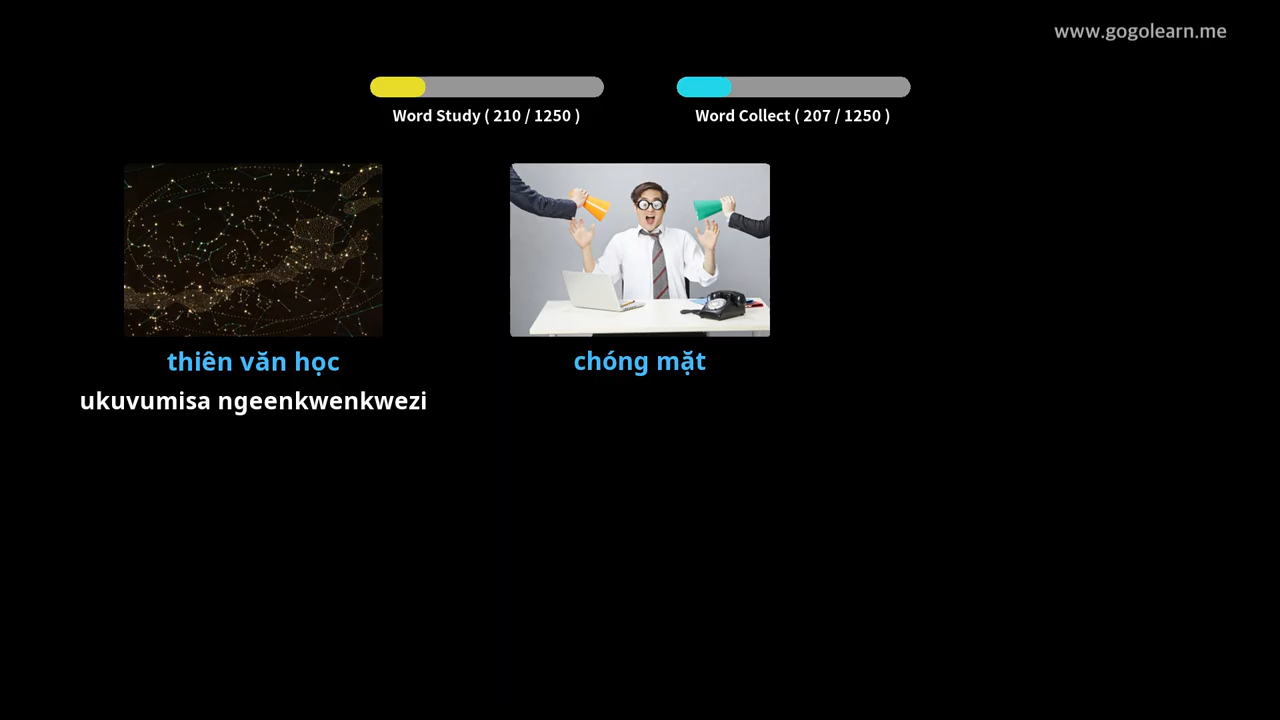 www.gogolearn.me
Word Study ( 210 / 1250 )
Word Collect ( 207 / 1250 )
thiên văn học
chóng mặt
ukuvumisa ngeenkwenkwezi